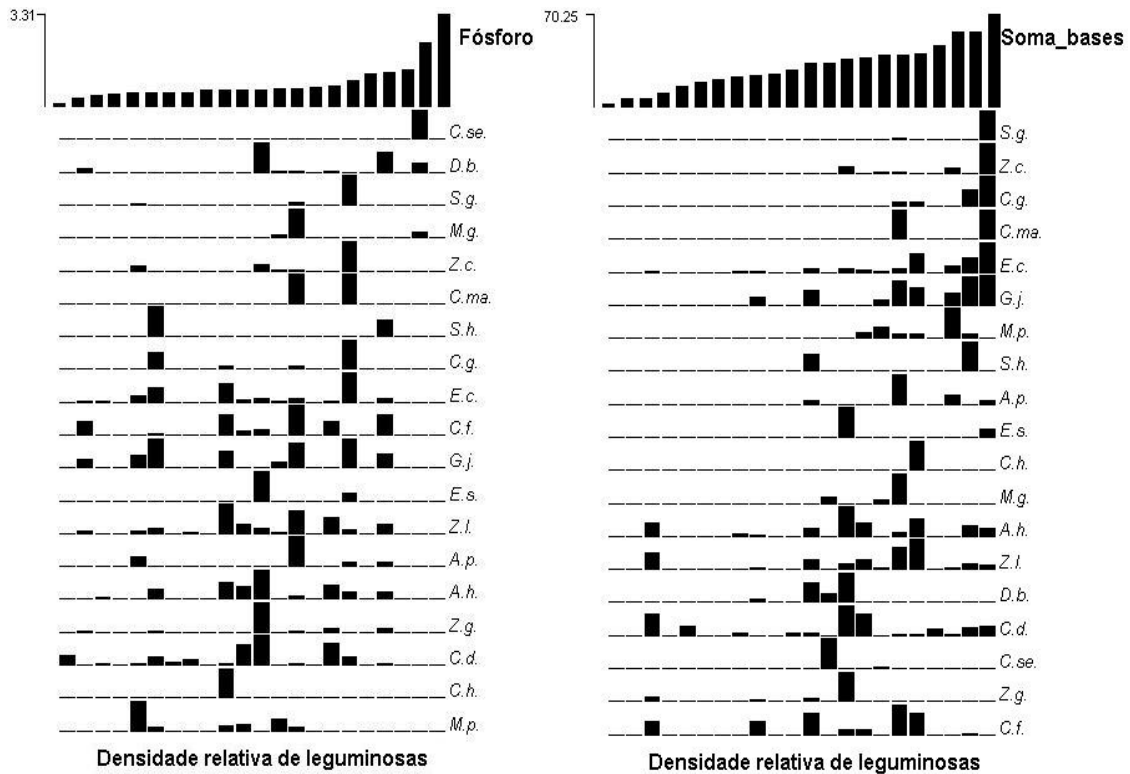 3.31
Fósforo
C.se.
D.b.
S.g.
M.g.
Z.c.
C.ma.
S.h.
C.g.
E.c.
C.f.
G.j.
E.s.
Z.l.
A.p.
A.h.
Z.g.
C.d.
C.h.
M.p.
Densidade relativa de leguminosas
70.25
Soma_bases
S.g.
Z.c.
C.g.
C.ma.
E.c.
G.j.
M.p.
S.h.
A.p.
E.s.
C.h.
M.g.
A.h.
Z.l.
D.b.
C.d.
C.se.
Z.g.
C.f.
Densidade relativa de leguminosas